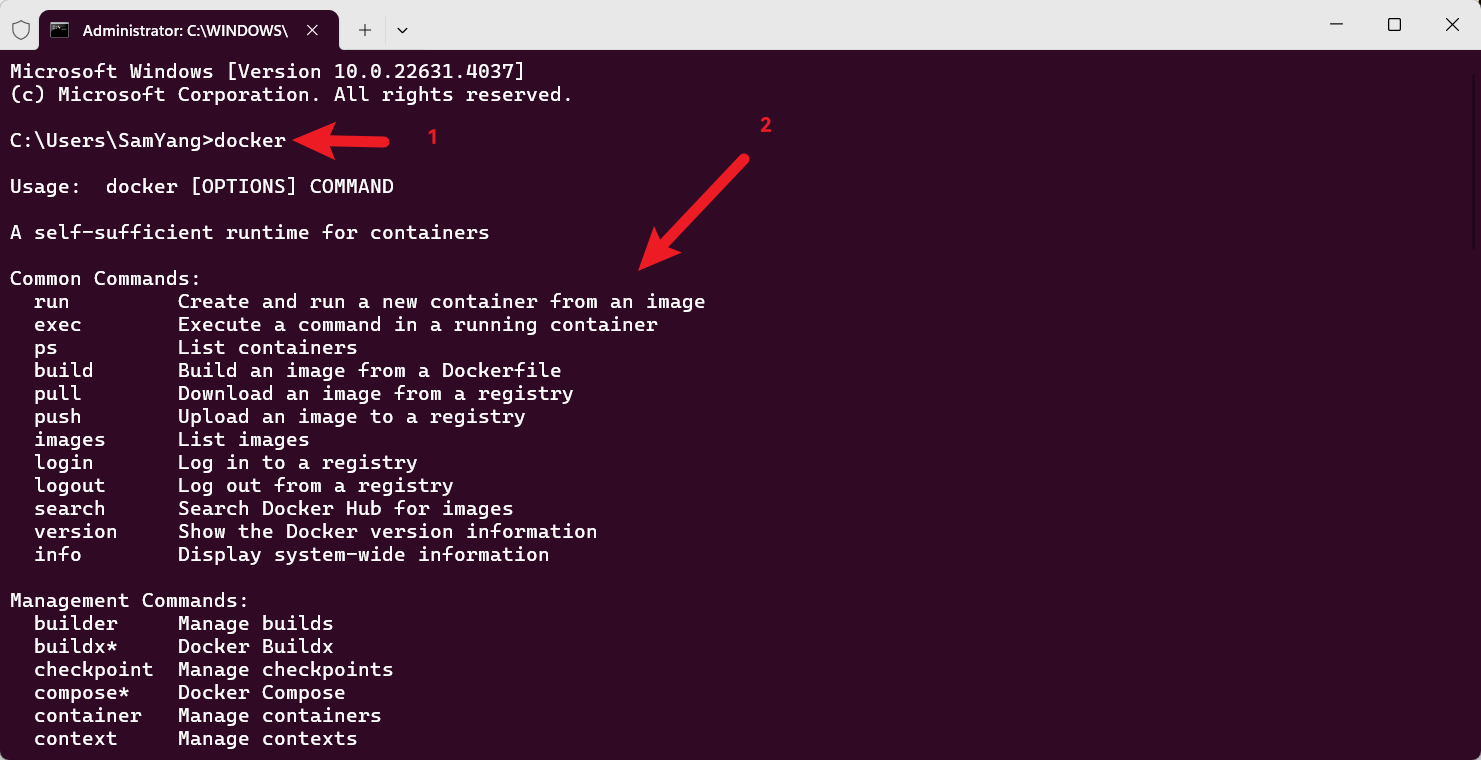 Administrator: C:\WINDOWS\
Microsoft Windows [Version 10.0.22631.4037]
(c) Microsoft Corporation. All rights reserved.
C:\Users\SamYang>docker
1
2
Usage:  docker [OPTIONS] COMMAND
A self-sufficient runtime for containers
Common Commands:
  run         Create and run a new container from an image
  exec        Execute a command in a running container
  ps          List containers
  build       Build an image from a Dockerfile
  pull        Download an image from a registry
  push        Upload an image to a registry
  images      List images
  login       Log in to a registry
  logout      Log out from a registry
  search      Search Docker Hub for images
  version     Show the Docker version information
  info        Display system-wide information
Management Commands:
  builder     Manage builds
  buildx*     Docker Buildx
  checkpoint  Manage checkpoints
  compose*    Docker Compose
  container   Manage containers
  context     Manage contexts